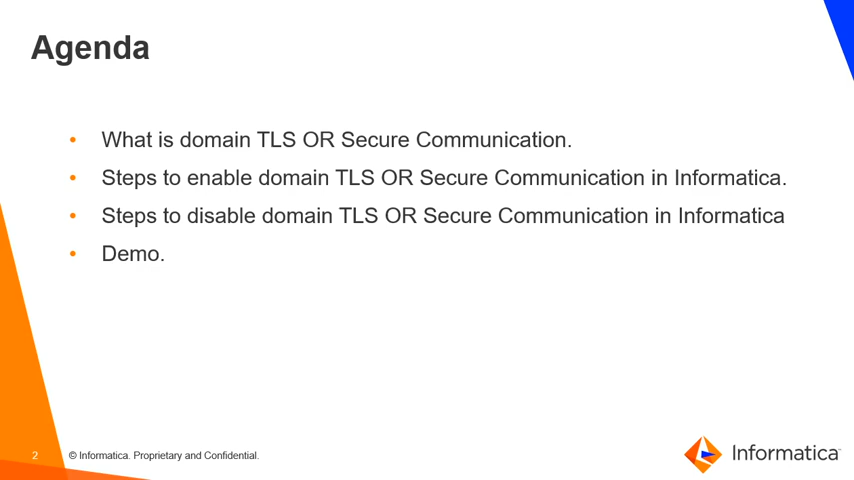 Agenda
• What is domain TLS OR Secure Communication.
• Steps to enable domain TLS OR Secure Communication in Informatica.
• Steps to disable domain TLS OR Secure Communication in Informatica
• Demo.
2 © Informatica. Proprietary and Confidential.
Informatica